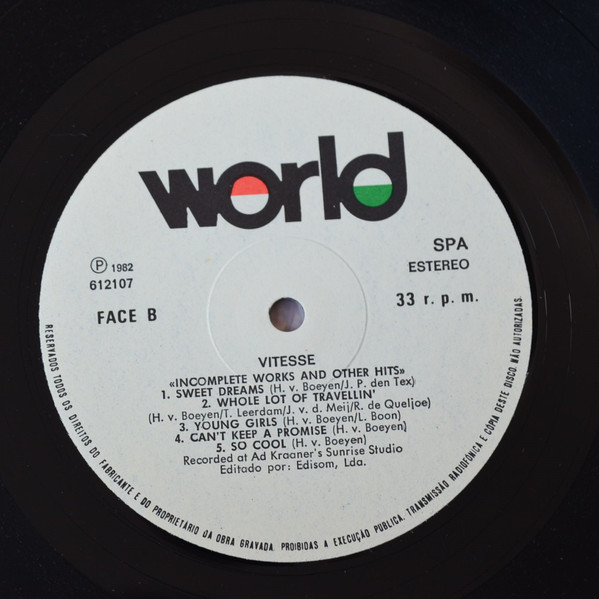 world
SPA
ESTEREO
℗ 1982
612107
FACE B
33 r. p. m.
VITESSE
«INCOMPLETE WORKS AND OTHER HITS»
1. SWEET DREAMS (H. v. Boeyen/J. P. den Tex)
2. WHOLE LOT OF TRAVELLIN'
(H. v. Boeyen/T. Leerdam/J. v. d. Meij/R. de Queljoe)
3. YOUNG GIRLS (H. v. Boeyen/L. Boon)
4. CAN'T KEEP A PROMISE (H. v. Boeyen)
5. SO COOL (H. v. Boeyen)
Recorded at Ad Kraaner's Sunrise Studio
Editado por: Edisom, Lda.
RESERVADOS TODOS OS DIREITOS DO FABRICANTE E DO PROPRIETÁRIO DA OBRA GRAVADA. PROIBIDAS A EXECUÇÃO PUBLICA, TRANSMISSÃO RADIOFÓNICA E CÓPIA DESTE DISCO. NÃO AUTORIZADAS.